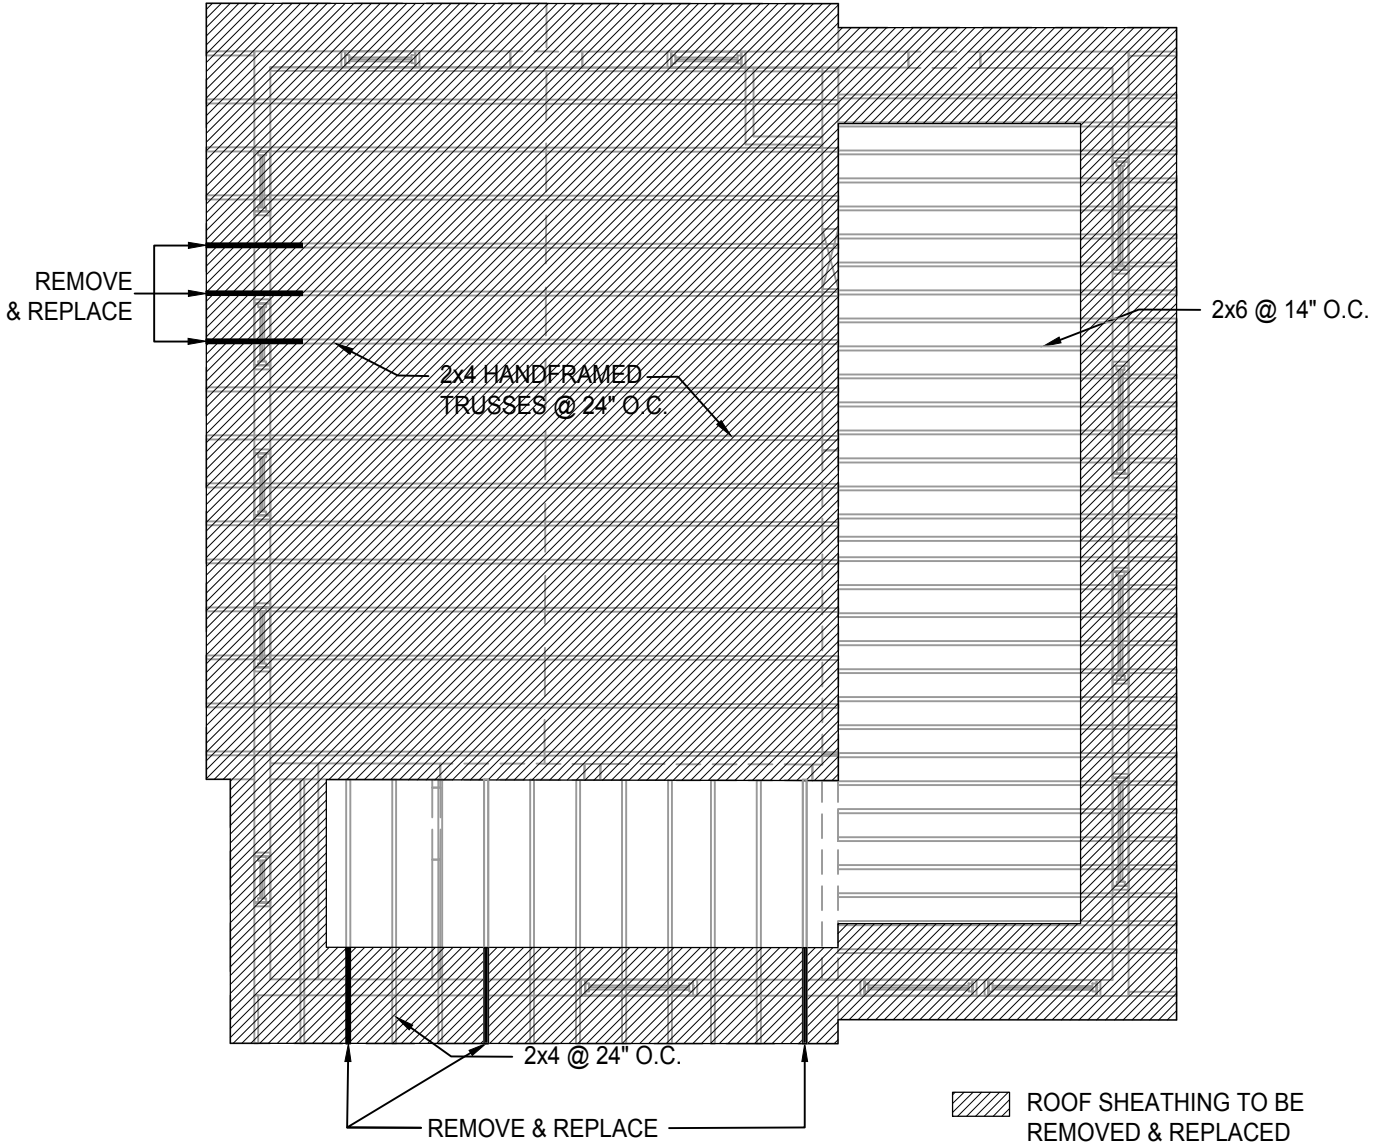 REMOVE
& REPLACE
2x6 @ 14" O.C.
2x4 HANDFRAMED
TRUSSES @ 24" O.C.
2x4 @ 24" O.C.
REMOVE & REPLACE
ROOF SHEATHING TO BE
REMOVED & REPLACED